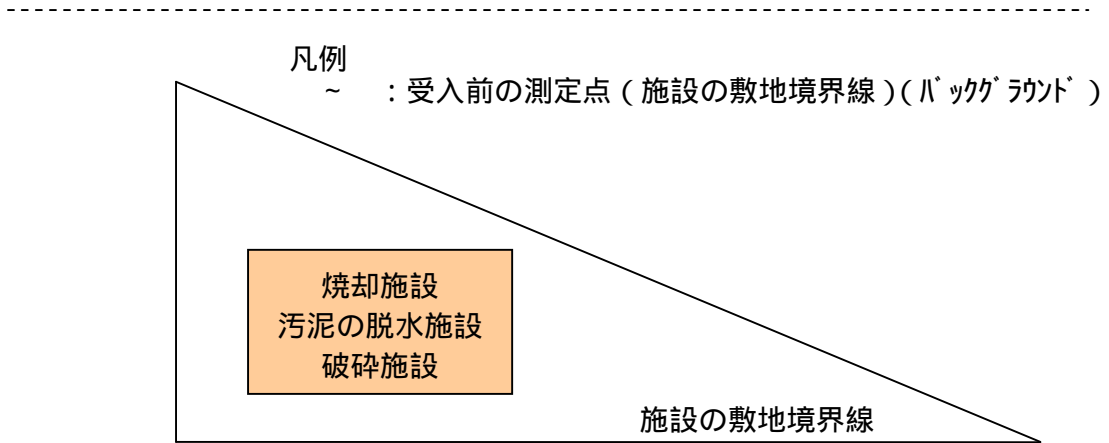 凡例
~ :受入前の測定点(施設の敷地境界線)(ﾊﾞｯｸｸﾞﾗｳﾝﾄﾞ)
焼却施設
汚泥の脱水施設
破砕施設
施設の敷地境界線